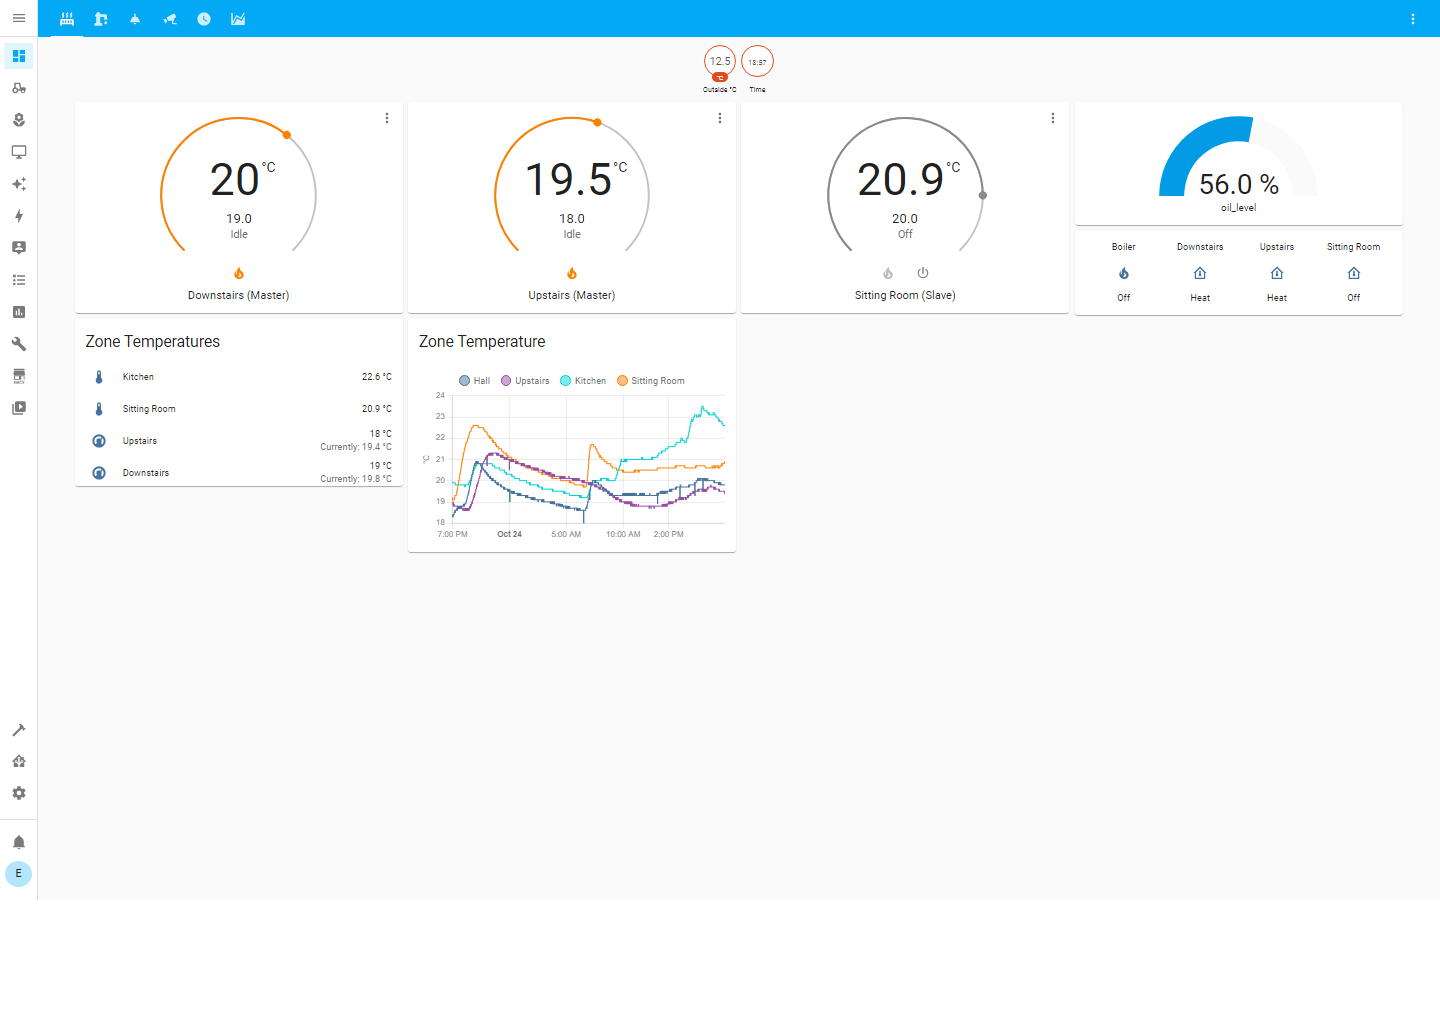 12.5
°C
18:57
Outside °C
Time
20 °C
19.0
Idle
Downstairs (Master)
19.5 °C
18.0
Idle
Upstairs (Master)
20.9 °C
20.0
Off
Sitting Room (Slave)
56.0 %
oil_level
Boiler Downstairs Upstairs Sitting Room
Off Heat Heat Off
Zone Temperatures
Kitchen 22.6 °C
Sitting Room 20.9 °C
Upstairs 18 °C
Currently: 19.4 °C
Downstairs 19 °C
Currently: 19.8 °C
Zone Temperature
Hall Upstairs Kitchen Sitting Room
°C
24
23
22
21
20
19
18
7:00 PM Oct 24 5:00 AM 10:00 AM 2:00 PM
E